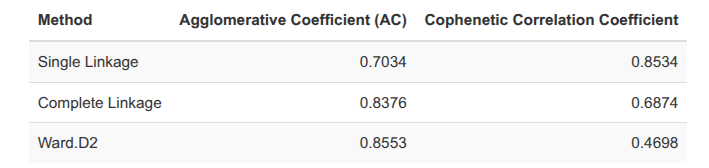 Method Agglomerative Coefficient (AC) Cophenetic Correlation Coefficient
Single Linkage 0.7034 0.8534
Complete Linkage 0.8376 0.6874
Ward.D2 0.8553 0.4698